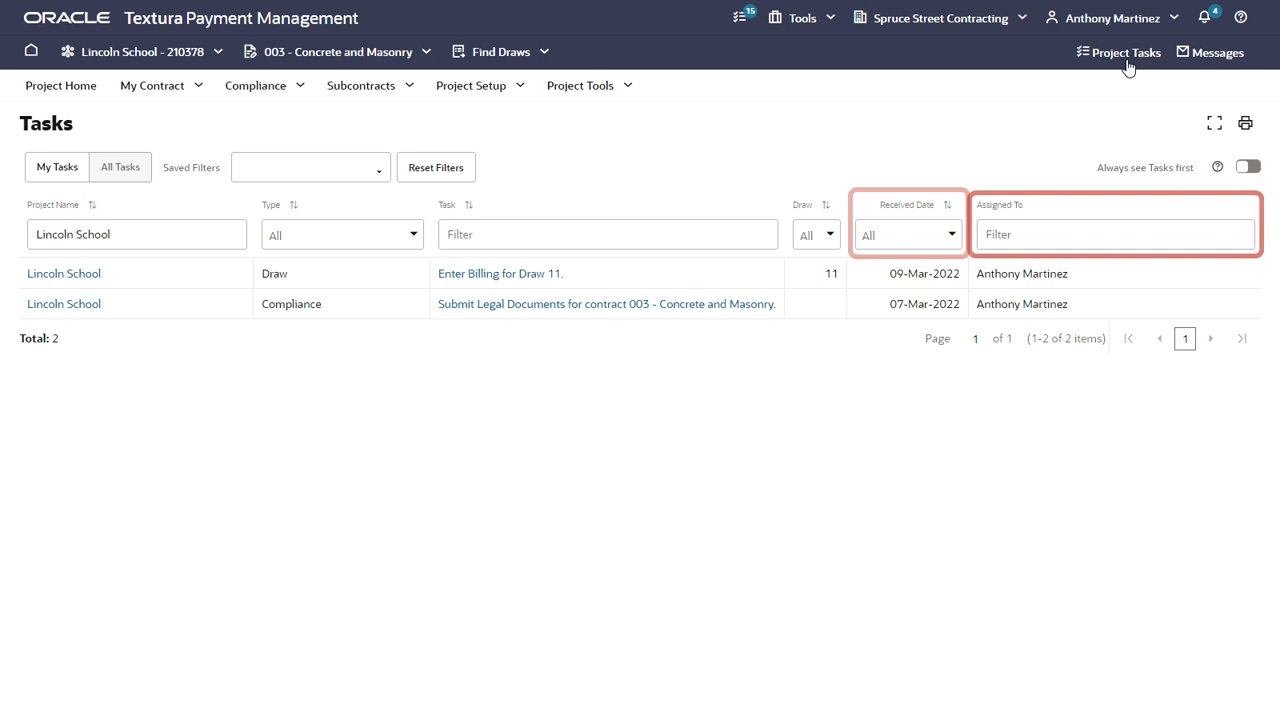 ORACLE Textura Payment Management 15 Tools Spruce Street Contracting Anthony Martinez 4
Lincoln School - 210378 003 - Concrete and Masonry Find Draws Project Tasks Messages
Project Home My Contract Compliance Subcontracts Project Setup Project Tools
Tasks
My Tasks All Tasks Saved Filters Reset Filters Always see Tasks first
Project Name Type Task Draw Received Date Assigned To
Lincoln School All Filter All All Filter
Lincoln School Draw Enter Billing for Draw 11. 11 09-Mar-2022 Anthony Martinez
Lincoln School Compliance Submit Legal Documents for contract 003 - Concrete and Masonry. 07-Mar-2022 Anthony Martinez
Total: 2 Page 1 of 1 (1-2 of 2 items) 1